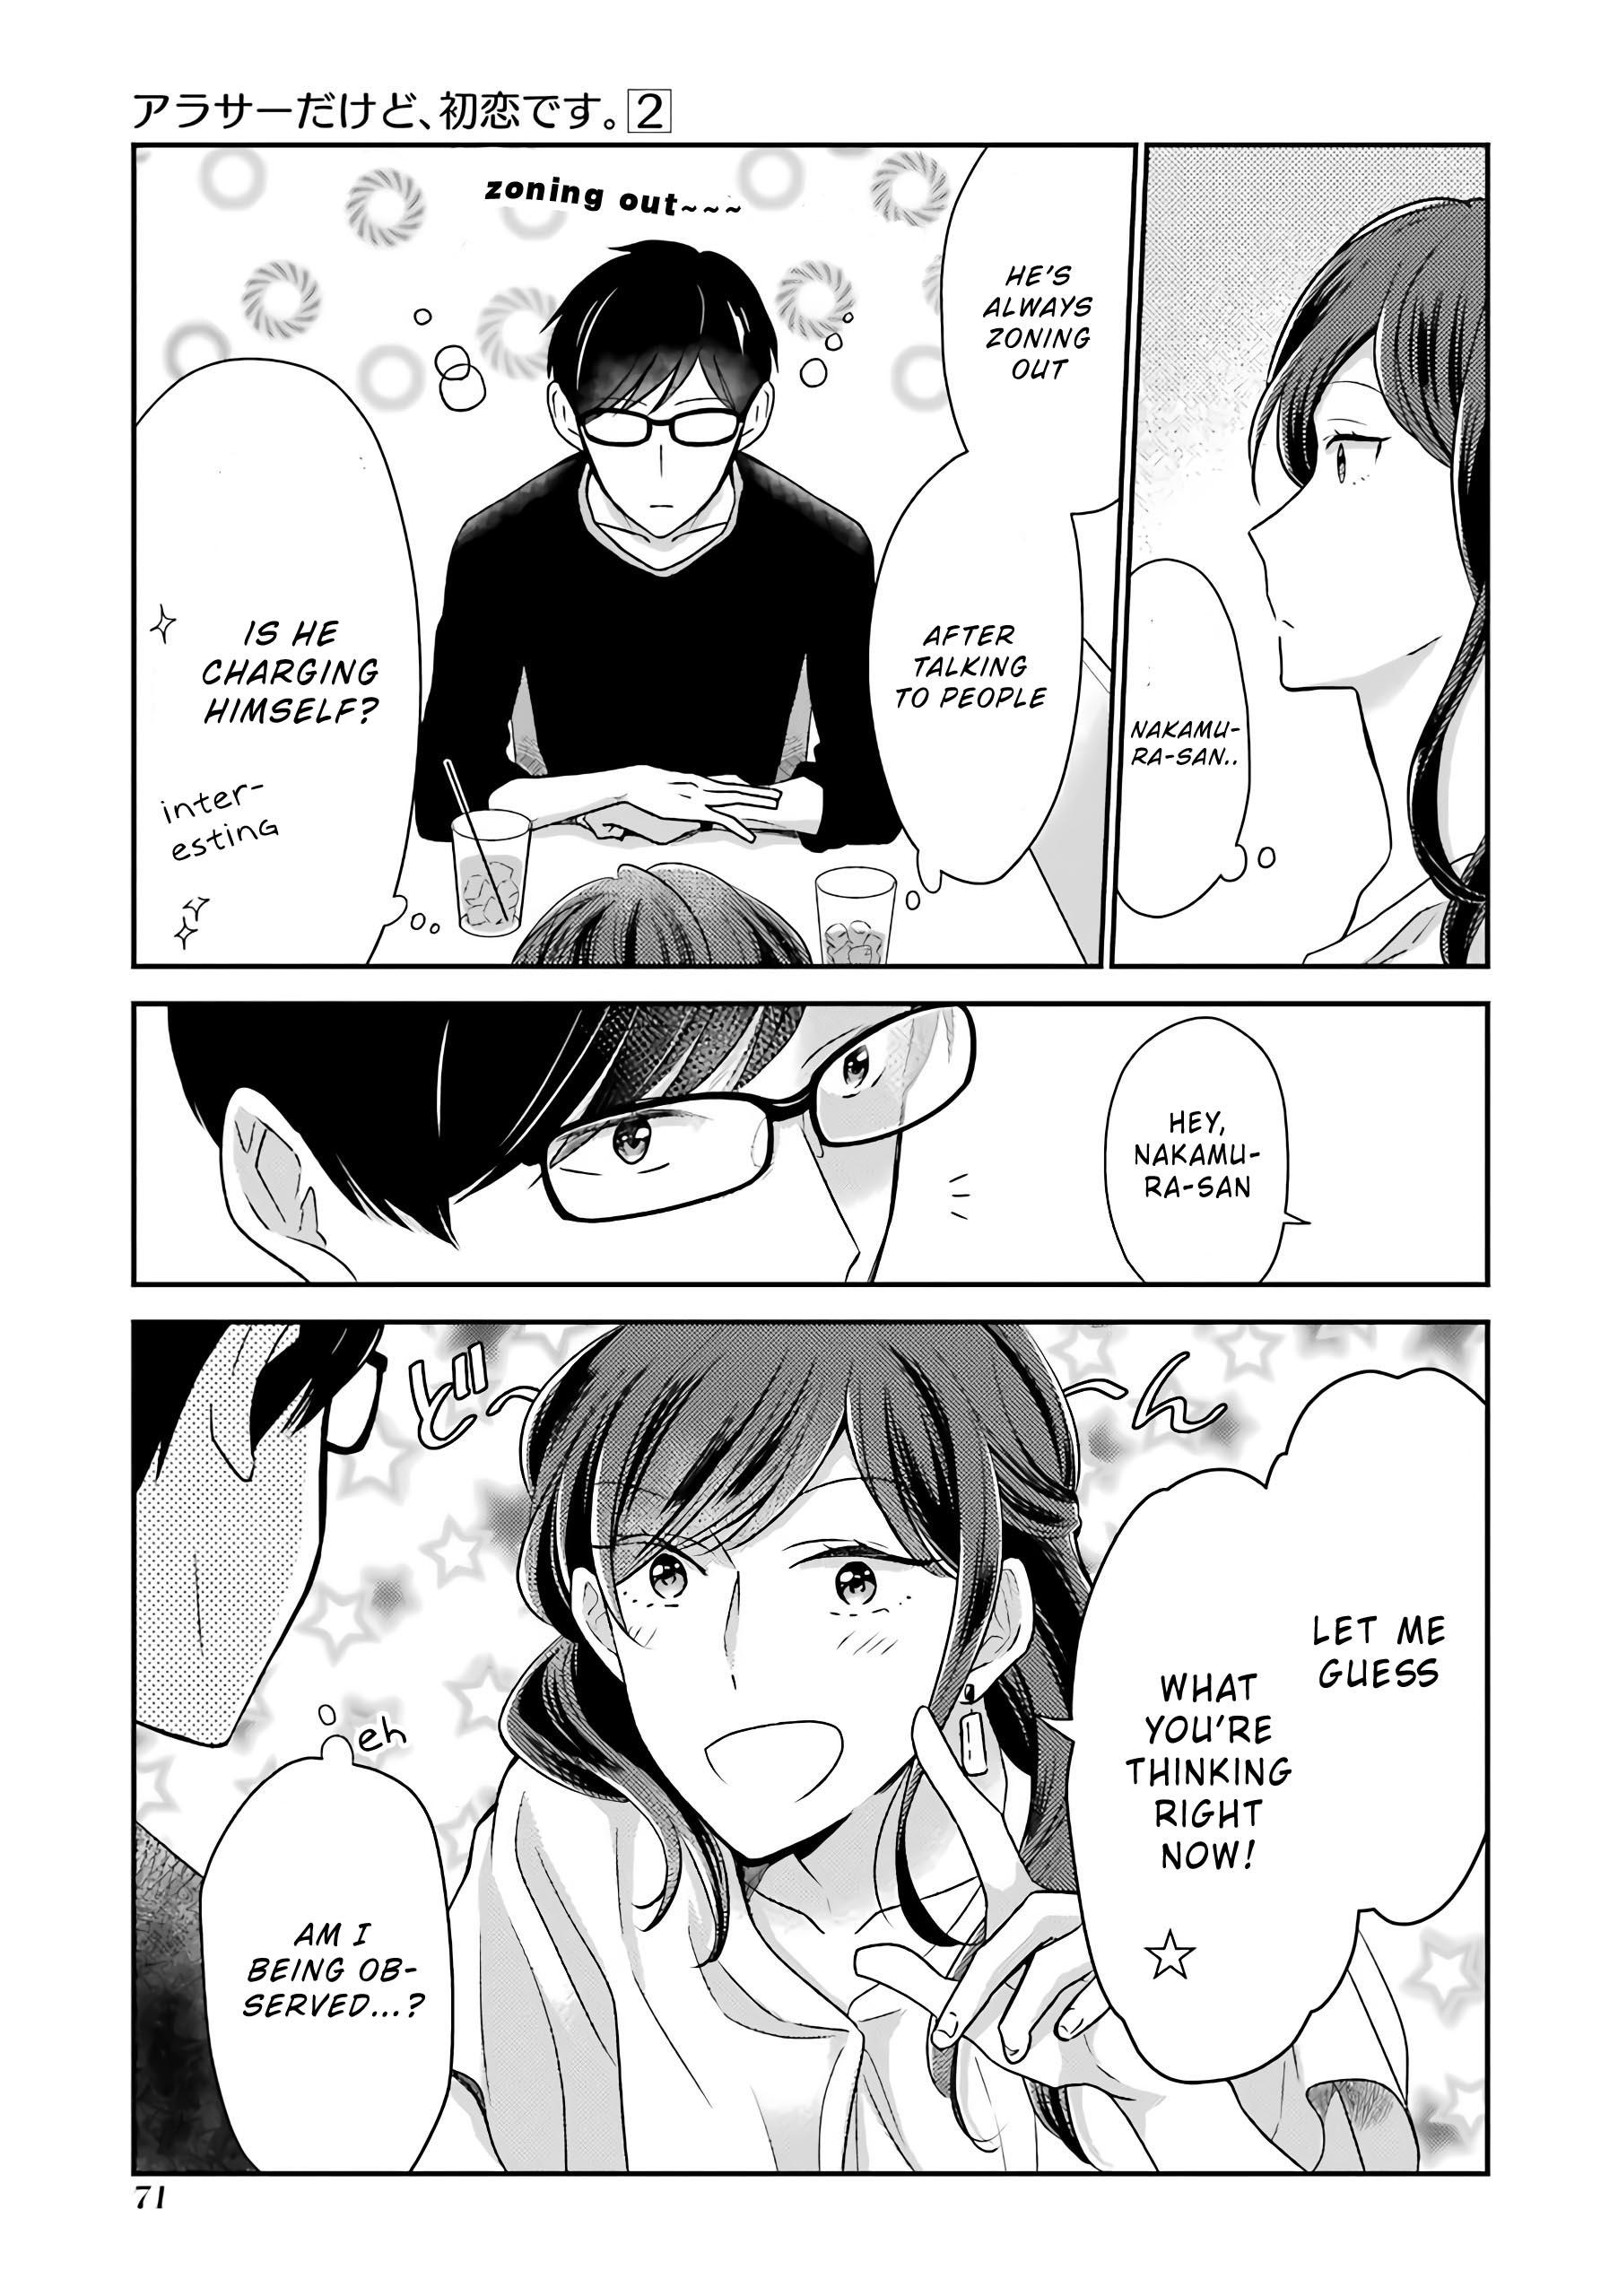 アラサーだけど、初恋です。2
NAKAMU-
RA-SAN..
HE'S
ALWAYS
ZONING
OUT
AFTER
TALKING
TO PEOPLE
zoning out~~~
IS HE
CHARGING
HIMSELF?
inter-
esting
HEY,
NAKAMU-
RA-SAN
LET ME
GUESS
WHAT
YOU'RE
THINKING
RIGHT
NOW!
☆
ど〜〜ん
eh
AM I
BEING OB-
SERVED...?
71